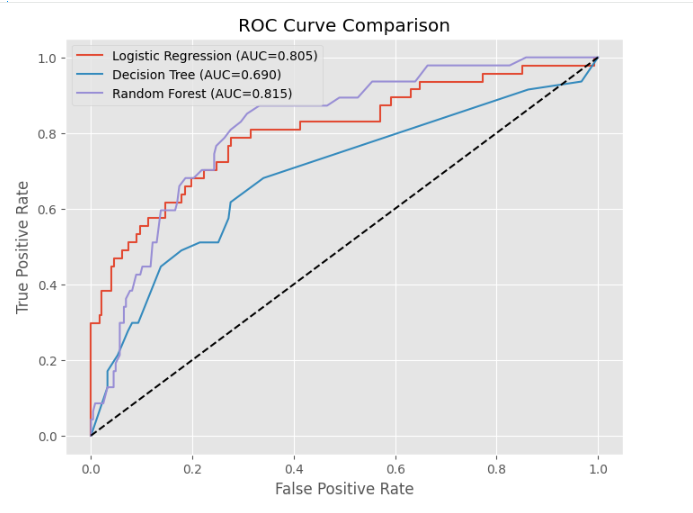 ROC Curve Comparison
Logistic Regression (AUC=0.805)
Decision Tree (AUC=0.690)
Random Forest (AUC=0.815)
1.0
0.8
0.6
0.4
0.2
0.0
True Positive Rate
0.0 0.2 0.4 0.6 0.8 1.0
False Positive Rate